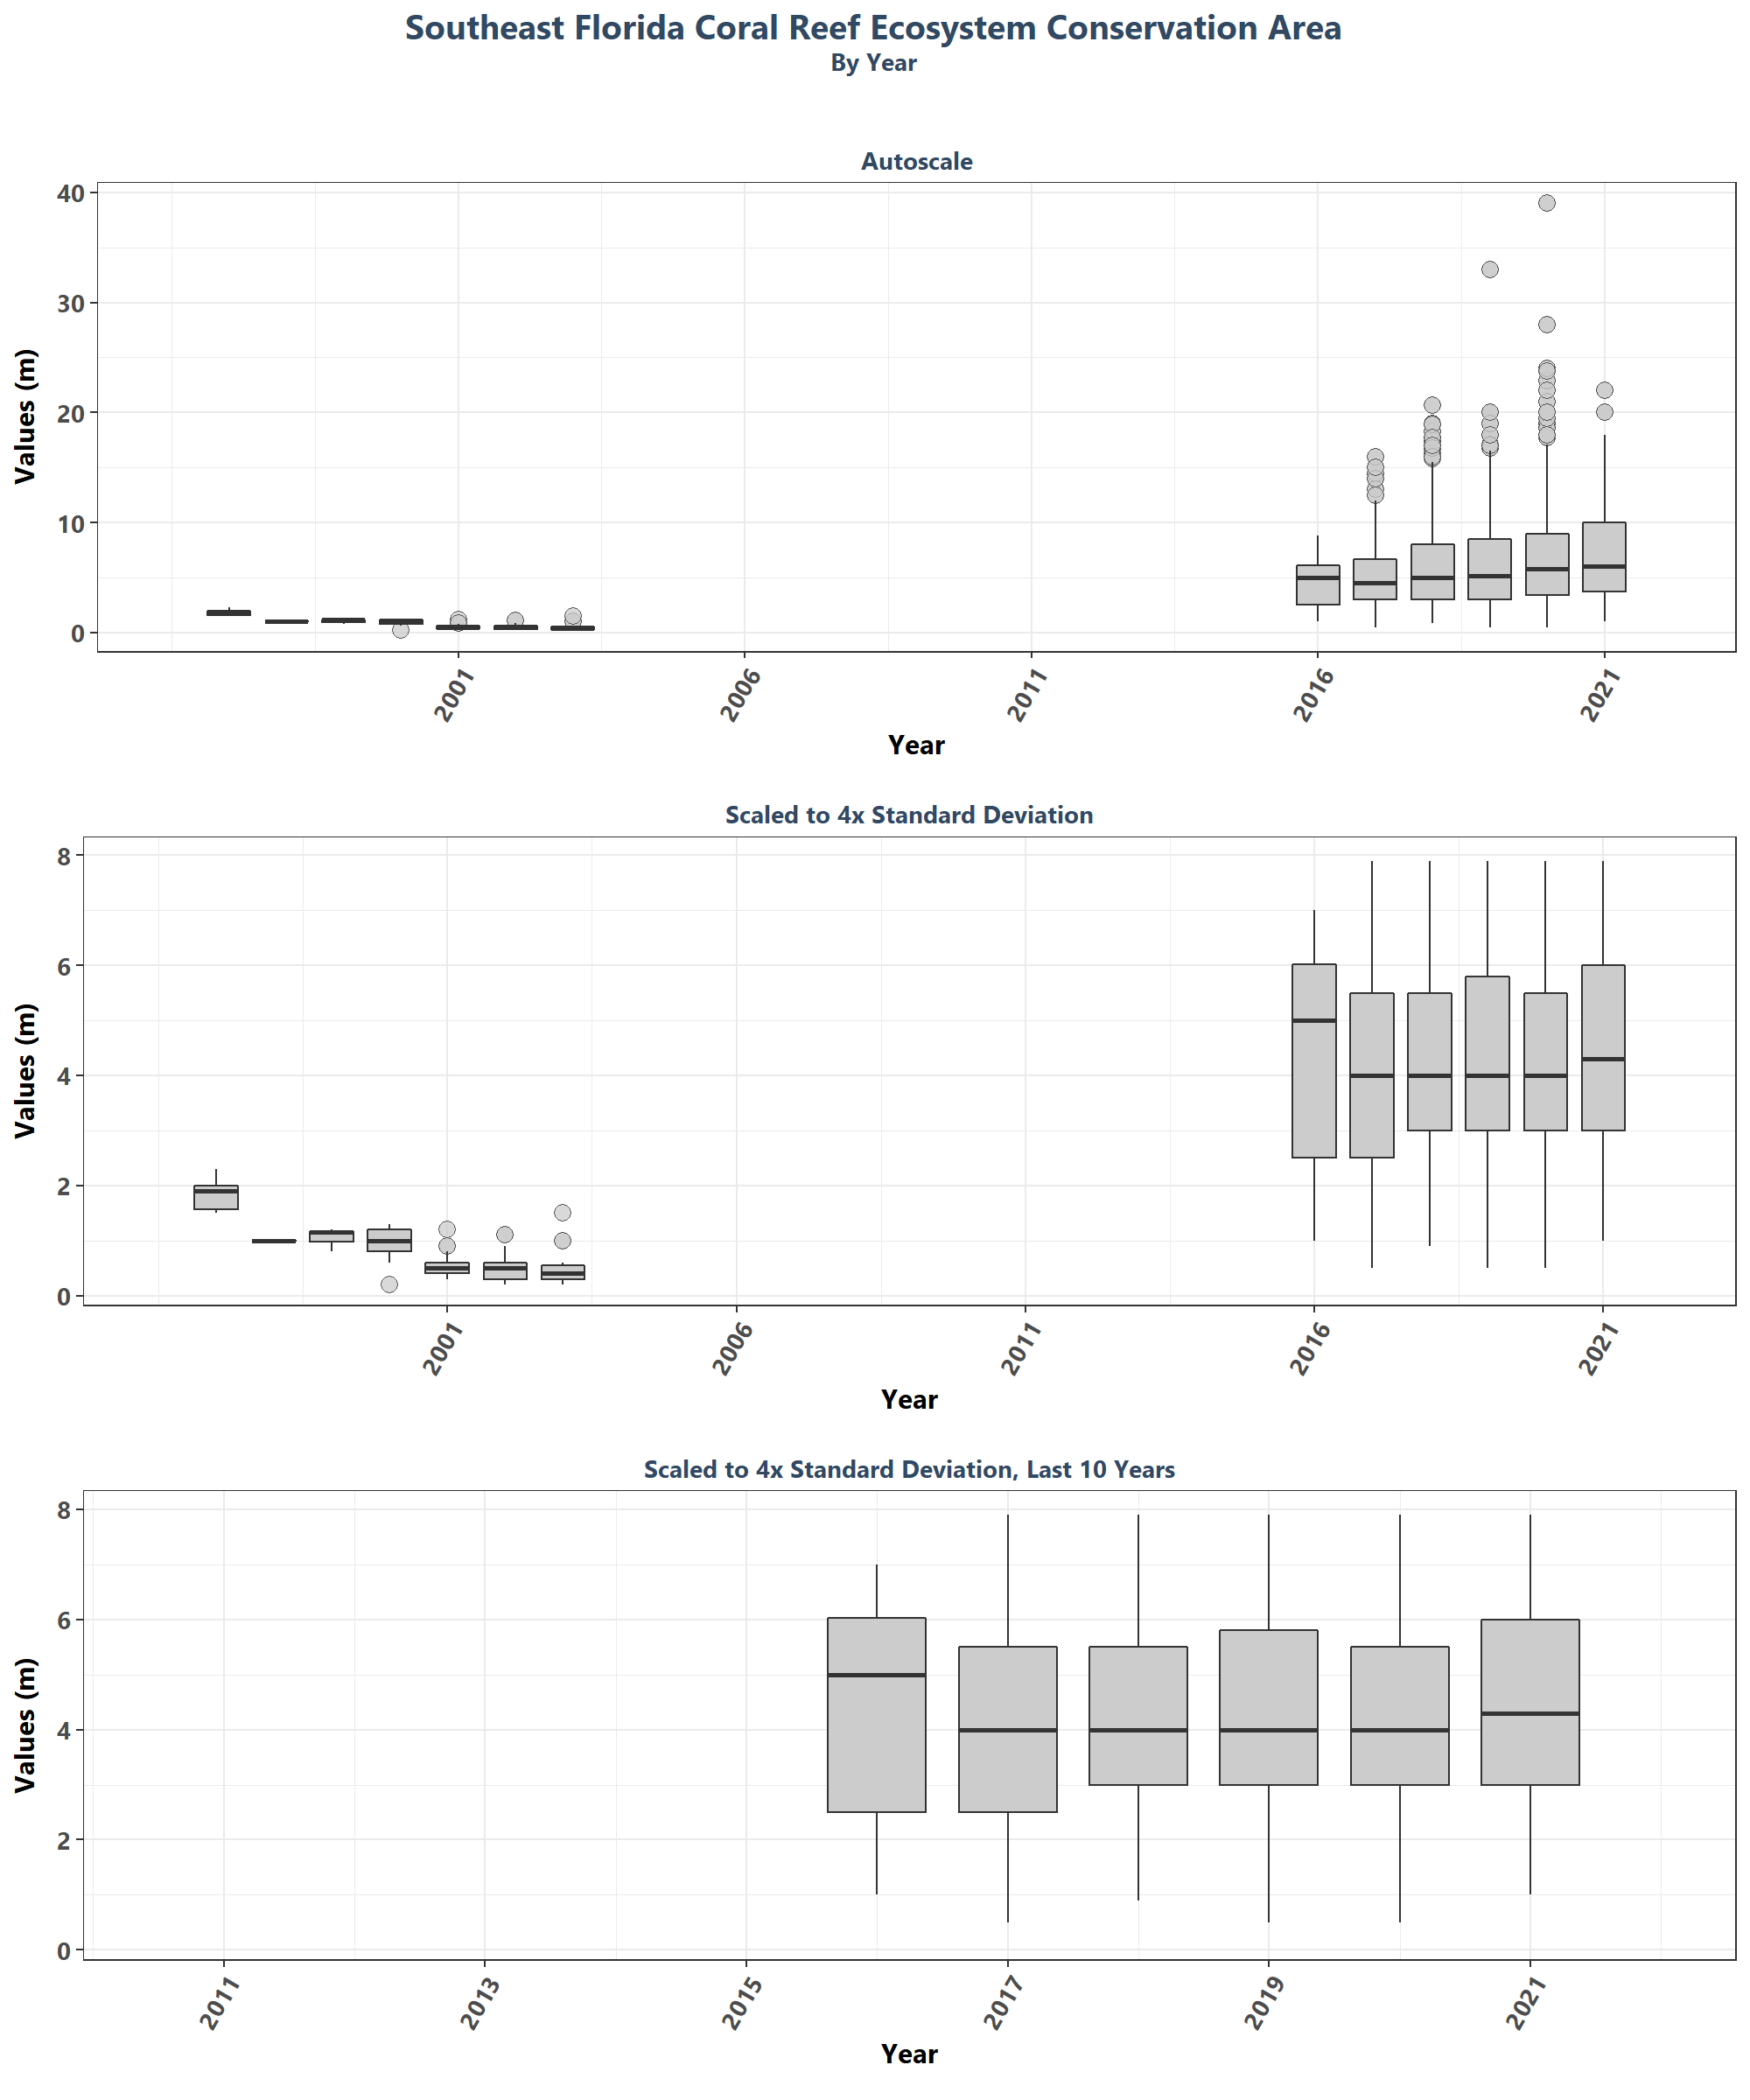 Southeast Florida Coral Reef Ecosystem Conservation Area
By Year
Autoscale
40
30
20
10
0
Values (m)
2001
2006
2011
2016
2021
Year
Scaled to 4x Standard Deviation
8
6
4
2
0
Values (m)
2001
2006
2011
2016
2021
Year
Scaled to 4x Standard Deviation, Last 10 Years
8
6
4
2
0
Values (m)
2011
2013
2015
2017
2019
2021
Year